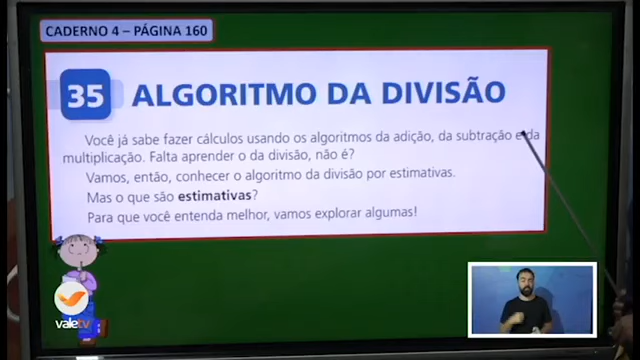 CADERNO 4 – PÁGINA 160
35 ALGORITMO DA DIVISÃO
Você já sabe fazer cálculos usando os algoritmos da adição, da subtração e da
multiplicação. Falta aprender o da divisão, não é?
Vamos, então, conhecer o algoritmo da divisão por estimativas.
Mas o que são estimativas?
Para que você entenda melhor, vamos explorar algumas!
valetv